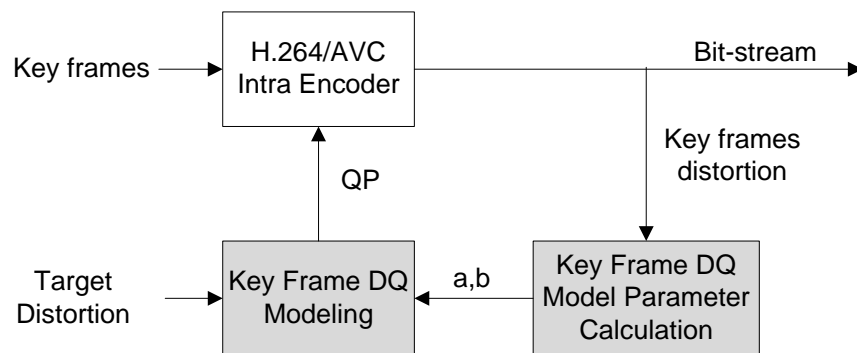 H.264/AVC
Intra Encoder
Key frames
Bit-stream
Key frames
distortion
QP
Target
Distortion
Key Frame DQ
Modeling
a,b
Key Frame DQ
Model Parameter
Calculation